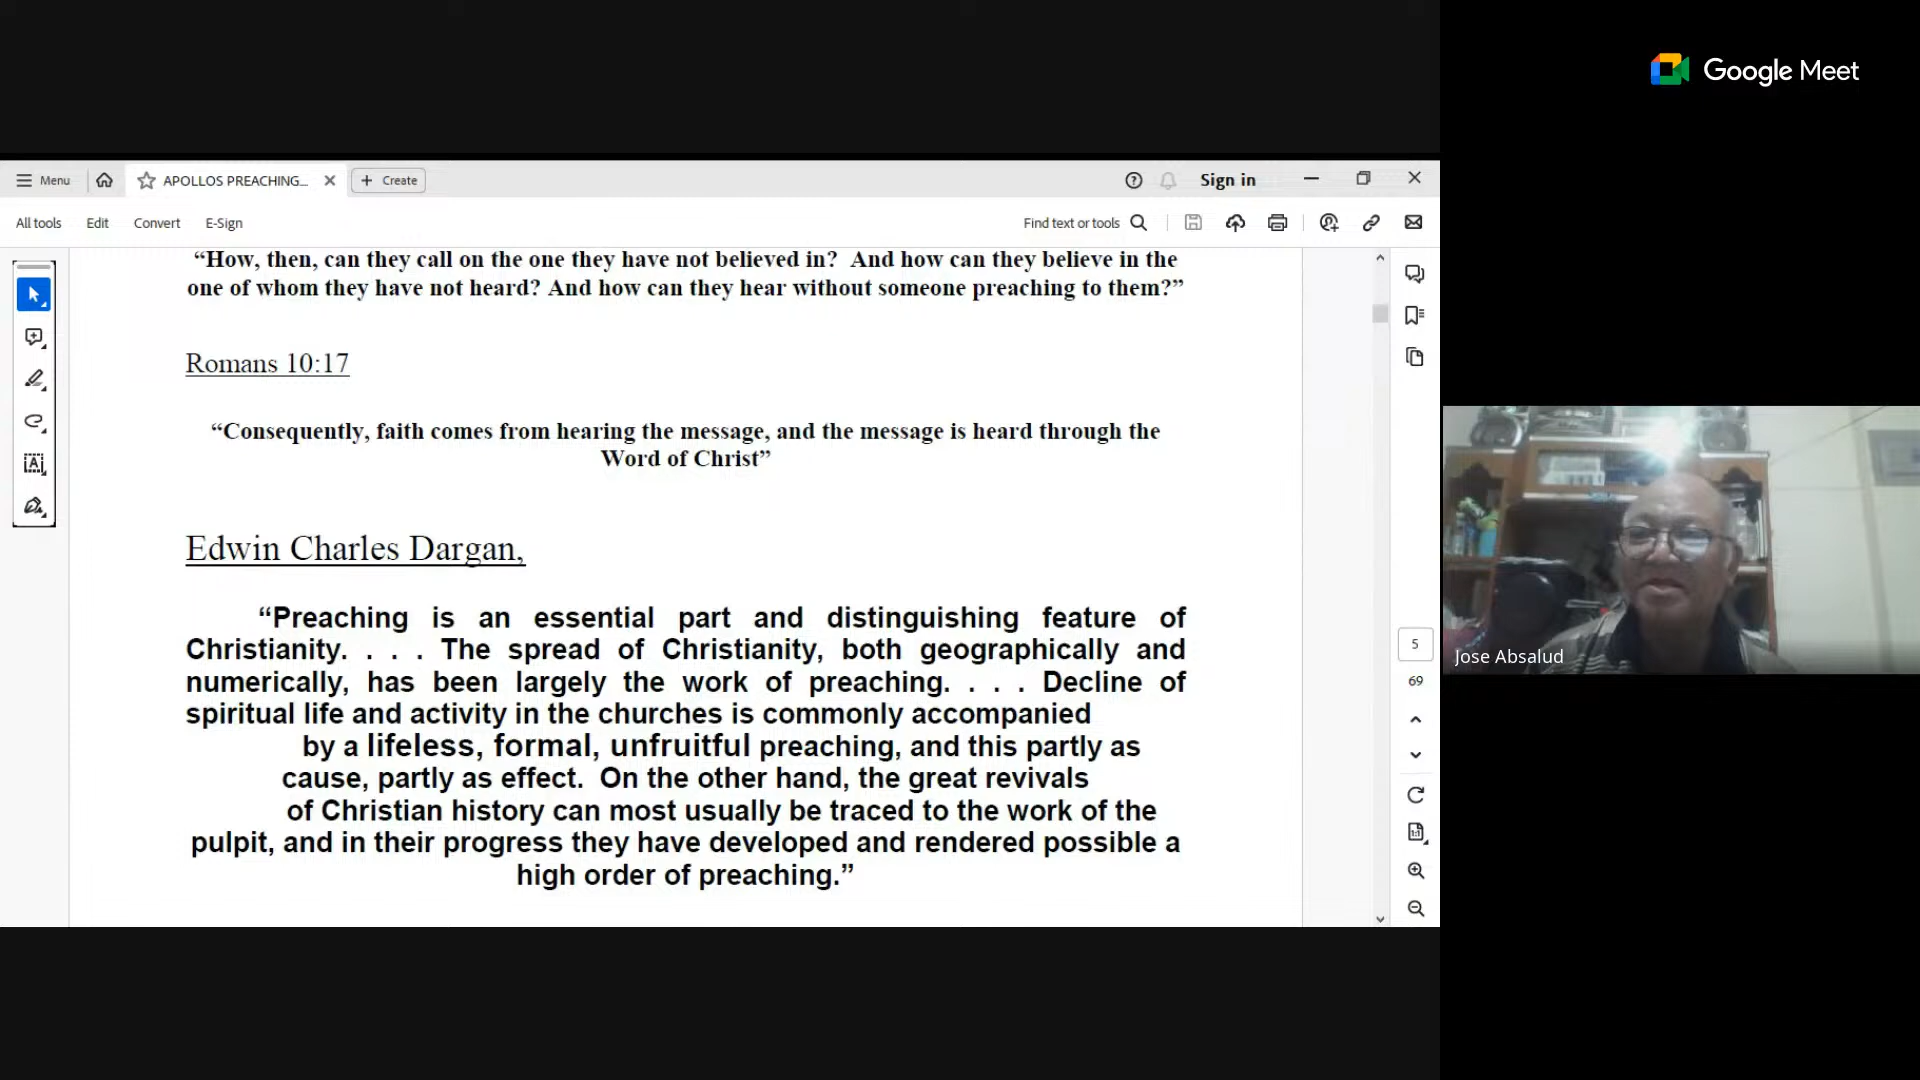 Google Meet
Menu
APOLLOS PREACHING...
Create
Sign in
All tools
Edit
Convert
E-Sign
Find text or tools
“How, then, can they call on the one they have not believed in?  And how can they believe in the
one of whom they have not heard? And how can they hear without someone preaching to them?”
Romans 10:17
“Consequently, faith comes from hearing the message, and the message is heard through the
Word of Christ”
Edwin Charles Dargan,
“Preaching is an essential part and distinguishing feature of
Christianity. . . . The spread of Christianity, both geographically and
numerically, has been largely the work of preaching. . . . Decline of
spiritual life and activity in the churches is commonly accompanied
by a lifeless, formal, unfruitful preaching, and this partly as
cause, partly as effect.  On the other hand, the great revivals
of Christian history can most usually be traced to the work of the
pulpit, and in their progress they have developed and rendered possible a
high order of preaching.”
5
69
Jose Absalud